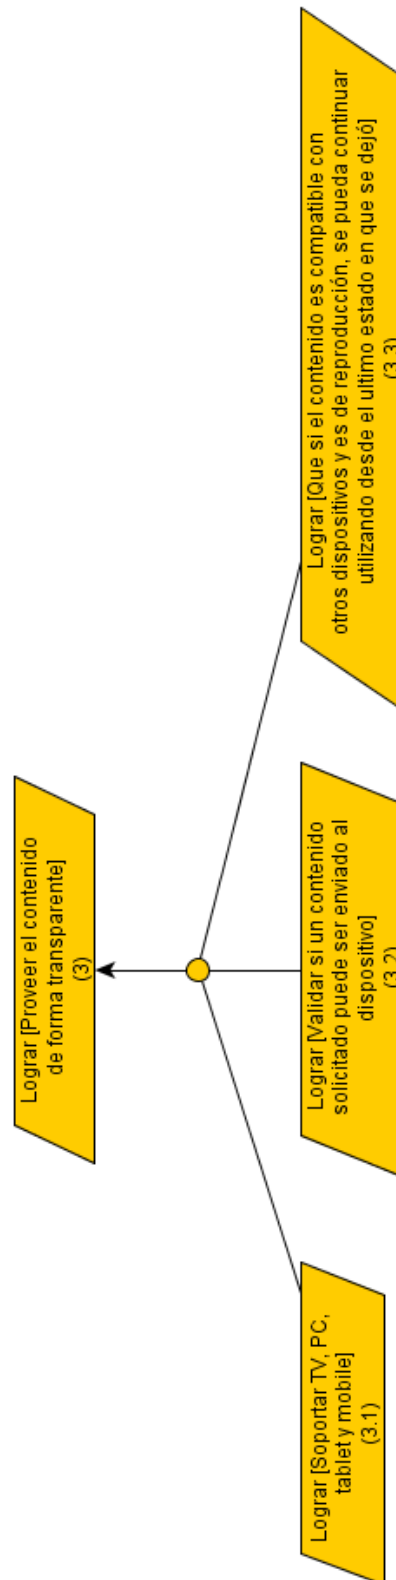 Lograr [Proveer el contenido
de forma transparente]
(3)
Lograr [Soportar TV, PC,
tablet y mobile]
(3.1)
Lograr [Validar si un contenido
solicitado puede ser enviado al
dispositivo]
(3.2)
Lograr [Que si el contenido es compatible con
otros dispositivos y es de reproducción, se pueda continuar
utilizando desde el ultimo estado en que se dejó]
(3.3)